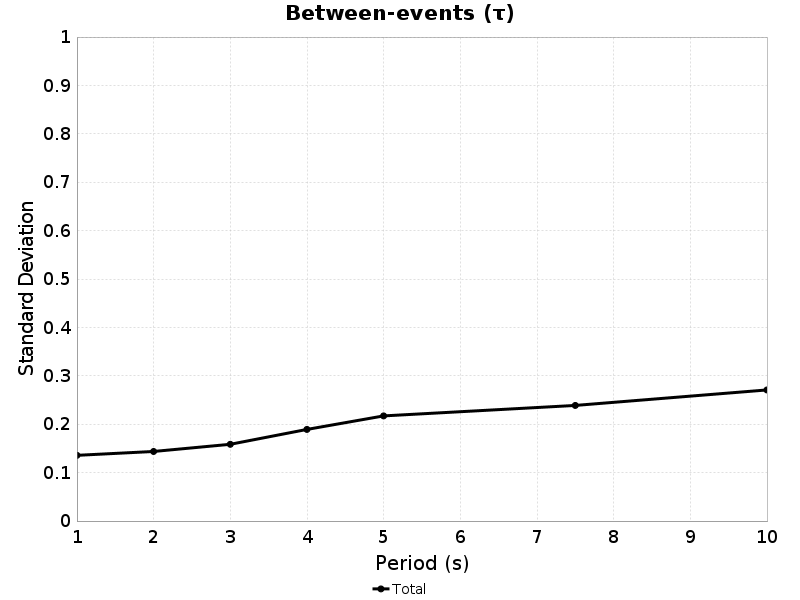 Between-events (τ)
1
0.9
0.8
0.7
0.6
0.5
0.4
0.3
0.2
0.1
0
Standard Deviation
1 2 3 4 5 6 7 8 9 10
Period (s)
Total